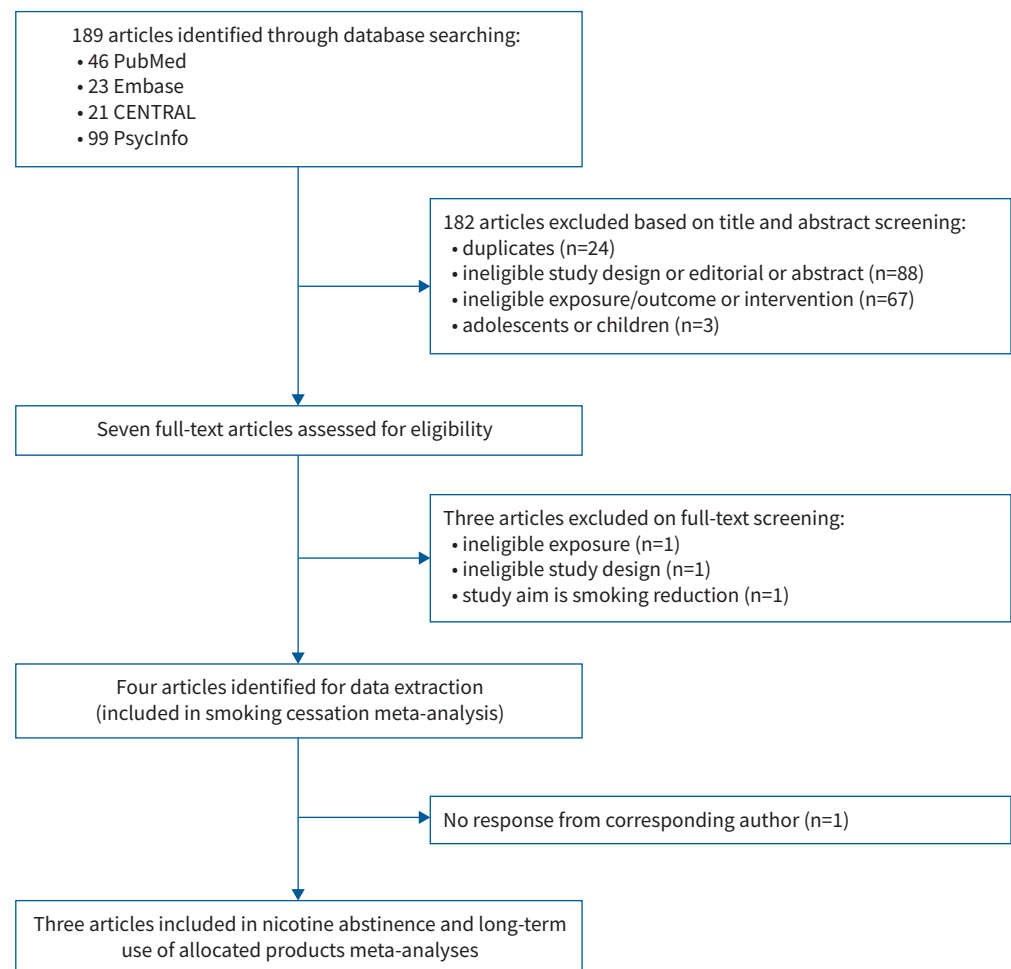 189 articles identified through database searching:
• 46 PubMed
• 23 Embase
• 21 CENTRAL
• 99 PsycInfo
182 articles excluded based on title and abstract screening:
• duplicates (n=24)
• ineligible study design or editorial or abstract (n=88)
• ineligible exposure/outcome or intervention (n=67)
• adolescents or children (n=3)
Seven full-text articles assessed for eligibility
Three articles excluded on full-text screening:
• ineligible exposure (n=1)
• ineligible study design (n=1)
• study aim is smoking reduction (n=1)
Four articles identified for data extraction
(included in smoking cessation meta-analysis)
No response from corresponding author (n=1)
Three articles included in nicotine abstinence and long-term
use of allocated products meta-analyses